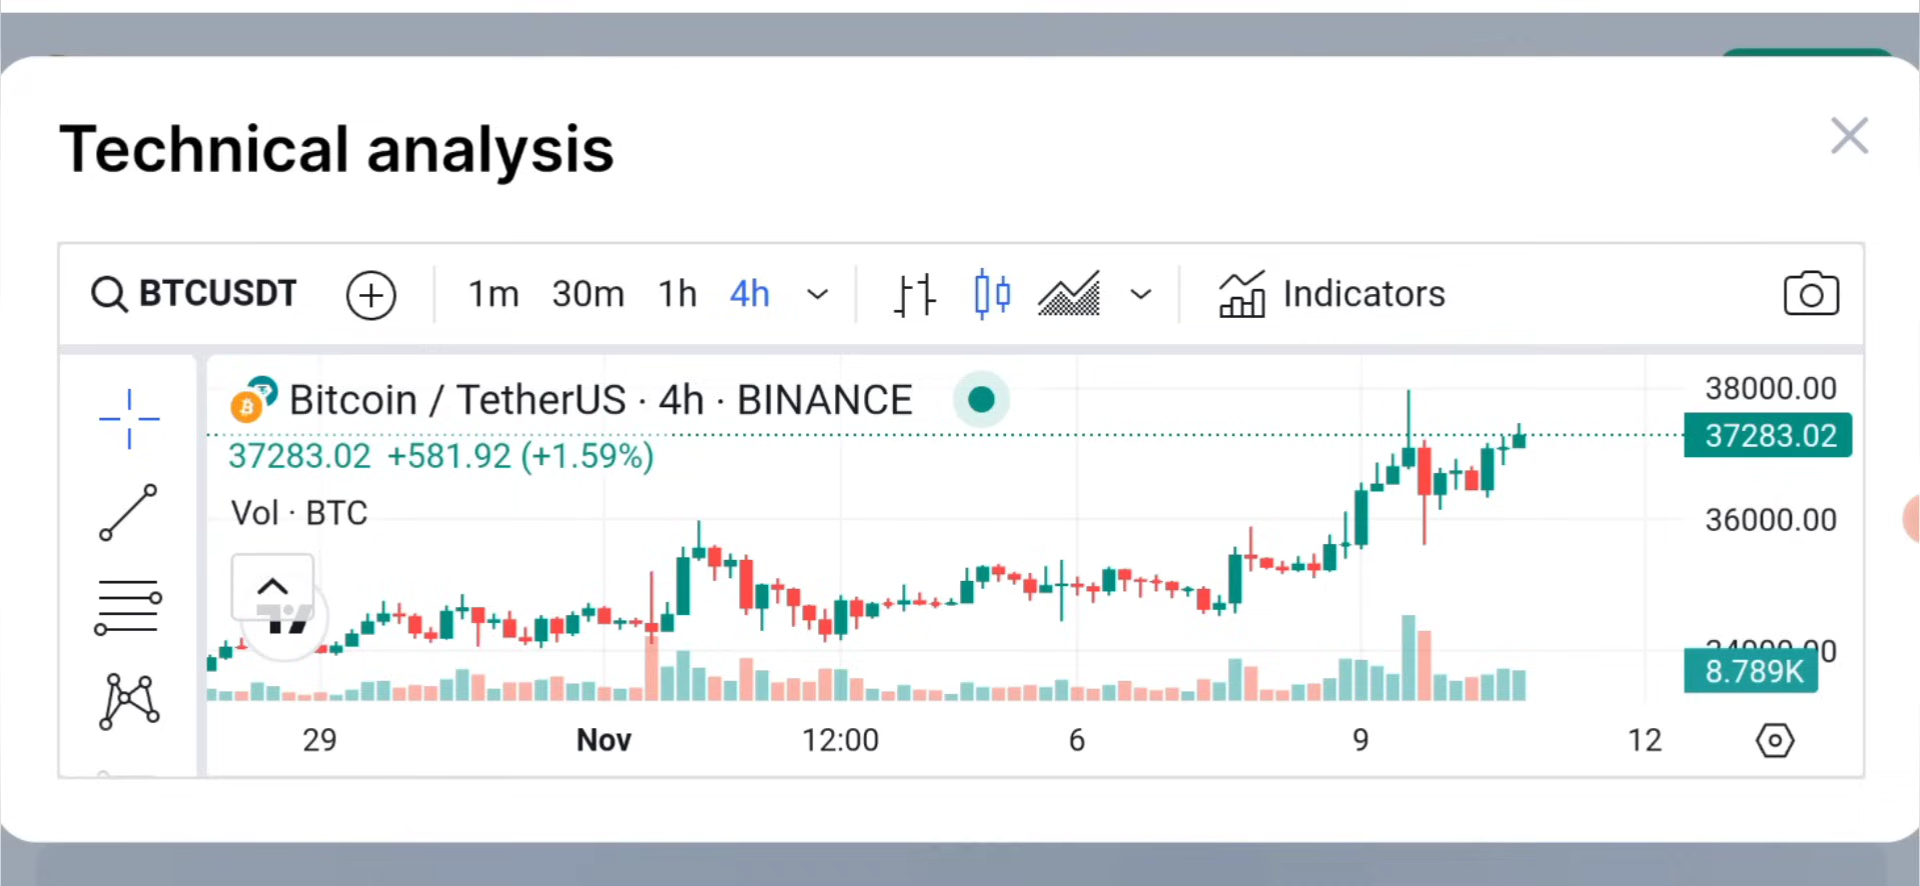 Technical analysis
BTCUSDT 1m 30m 1h 4h Indicators
Bitcoin / TetherUS · 4h · BINANCE
38000.00
37283.02
37283.02 +581.92 (+1.59%)
Vol · BTC
36000.00
8.789K
29 Nov 12:00 6 9 12